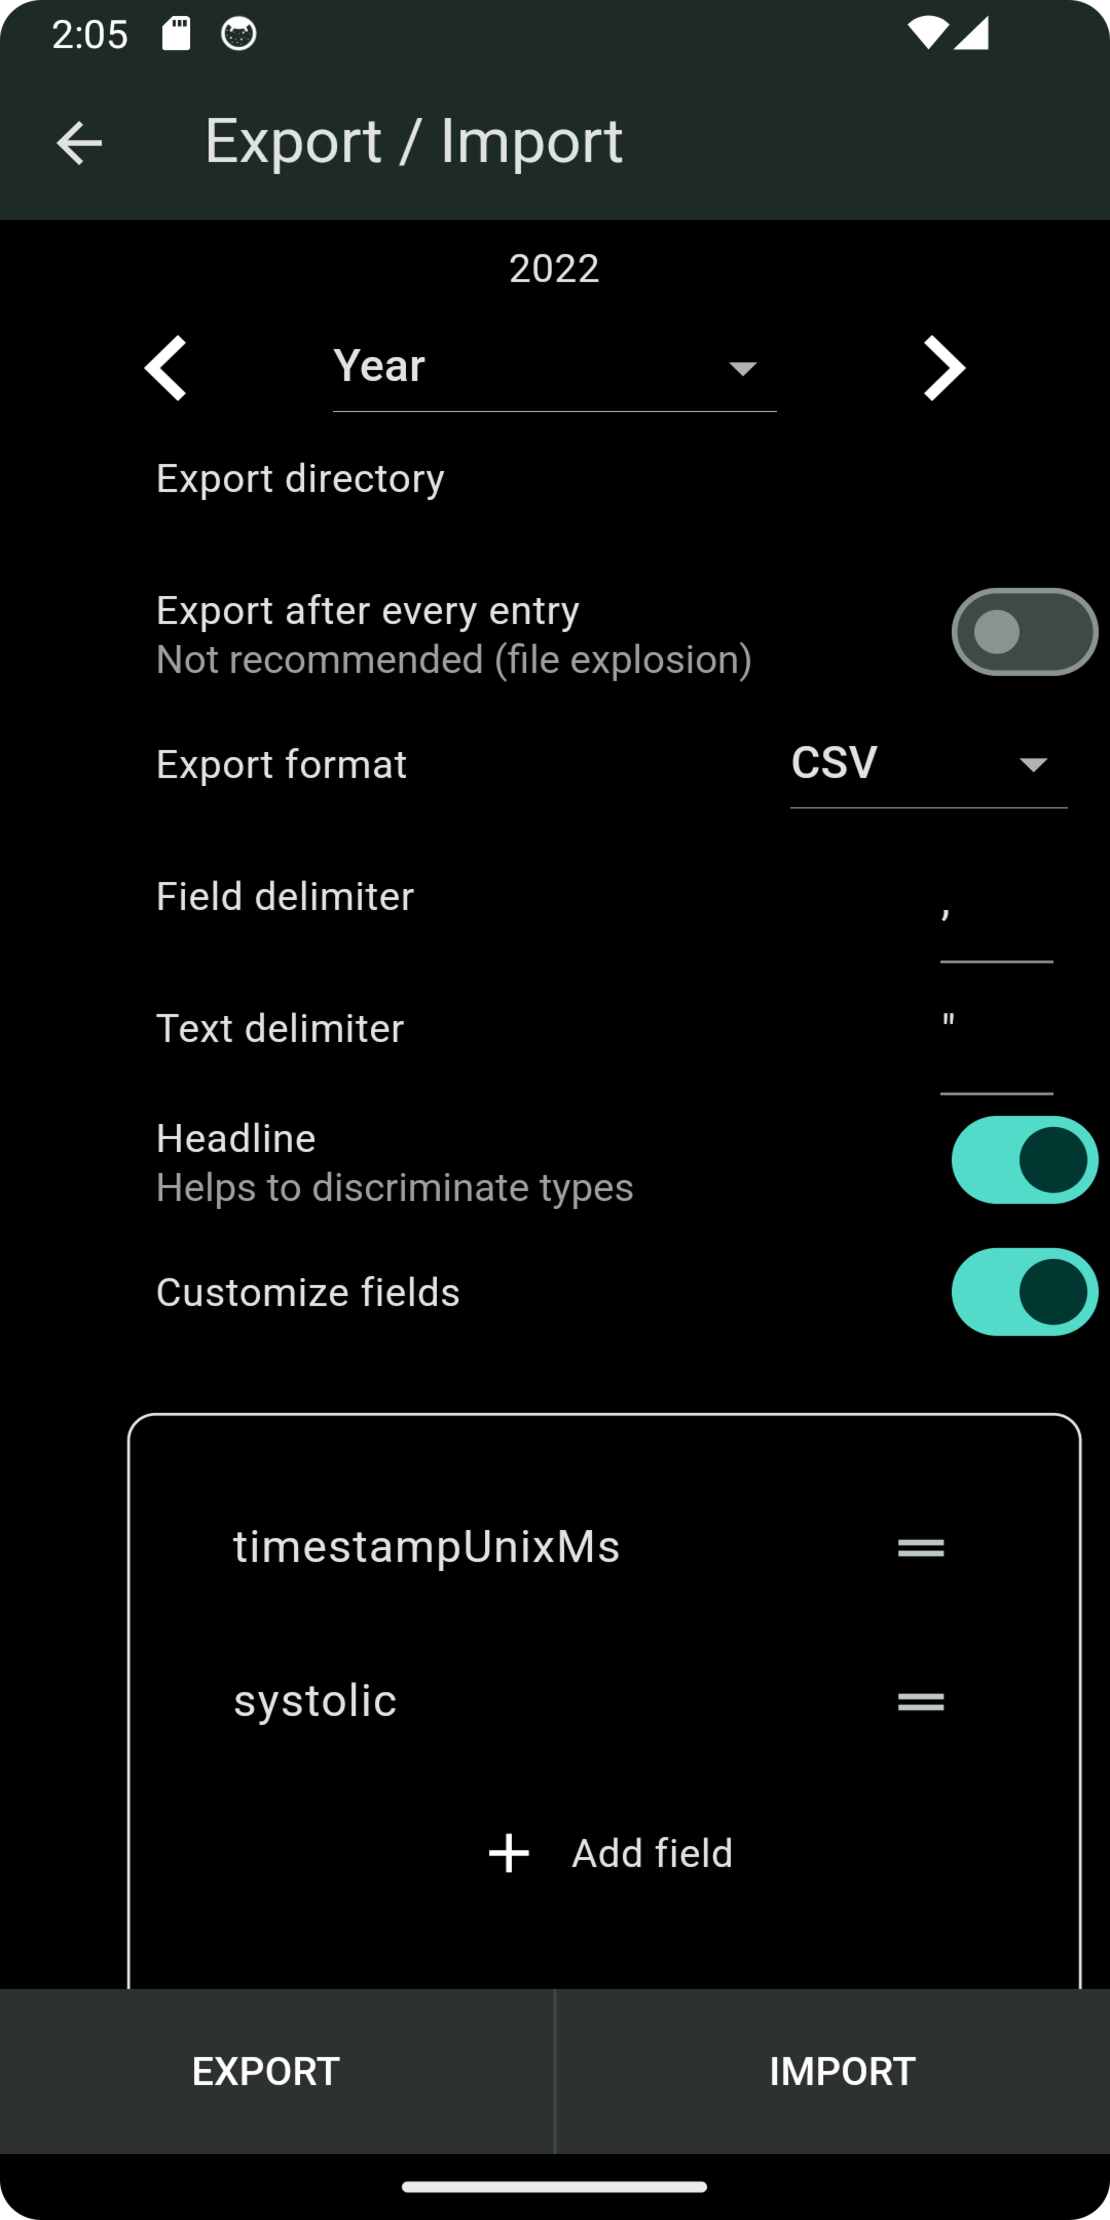 2:05
Export / Import
2022
Year
Export directory
Export after every entry
Not recommended (file explosion)
Export format
CSV
Field delimiter
,
Text delimiter
"
Headline
Helps to discriminate types
Customize fields
timestampUnixMs
systolic
Add field
EXPORT
IMPORT